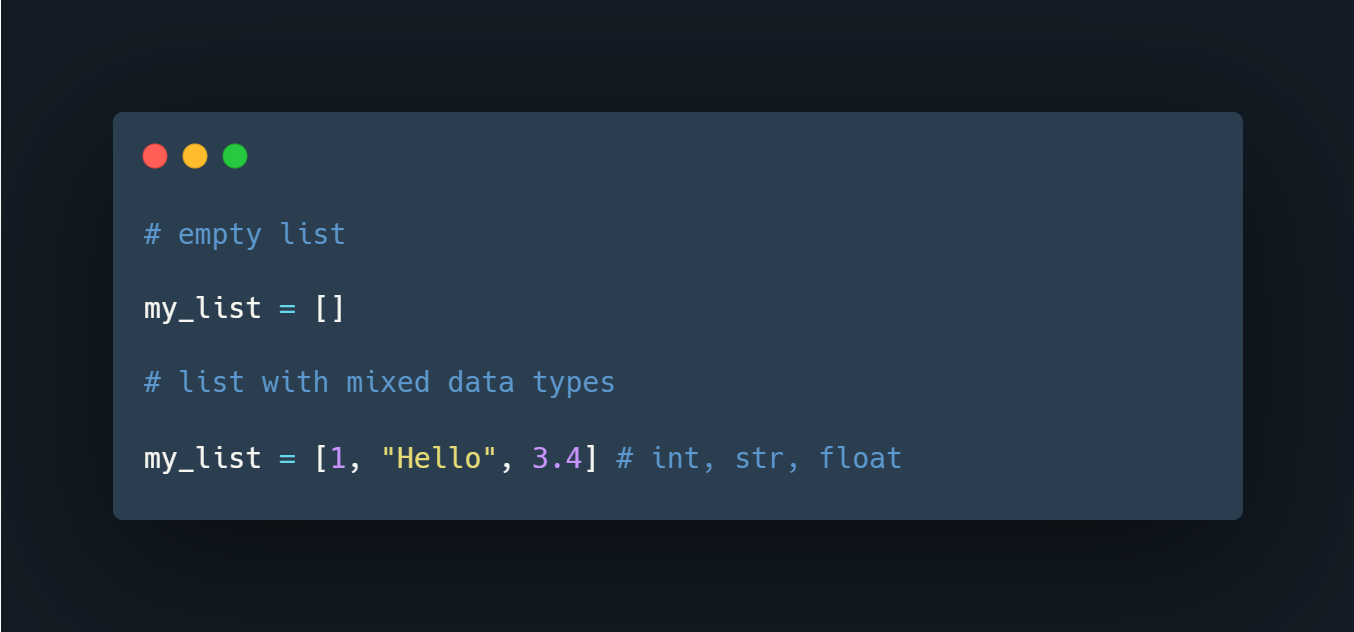 # empty list
my_list = []
# list with mixed data types
my_list = [1, "Hello", 3.4] # int, str, float